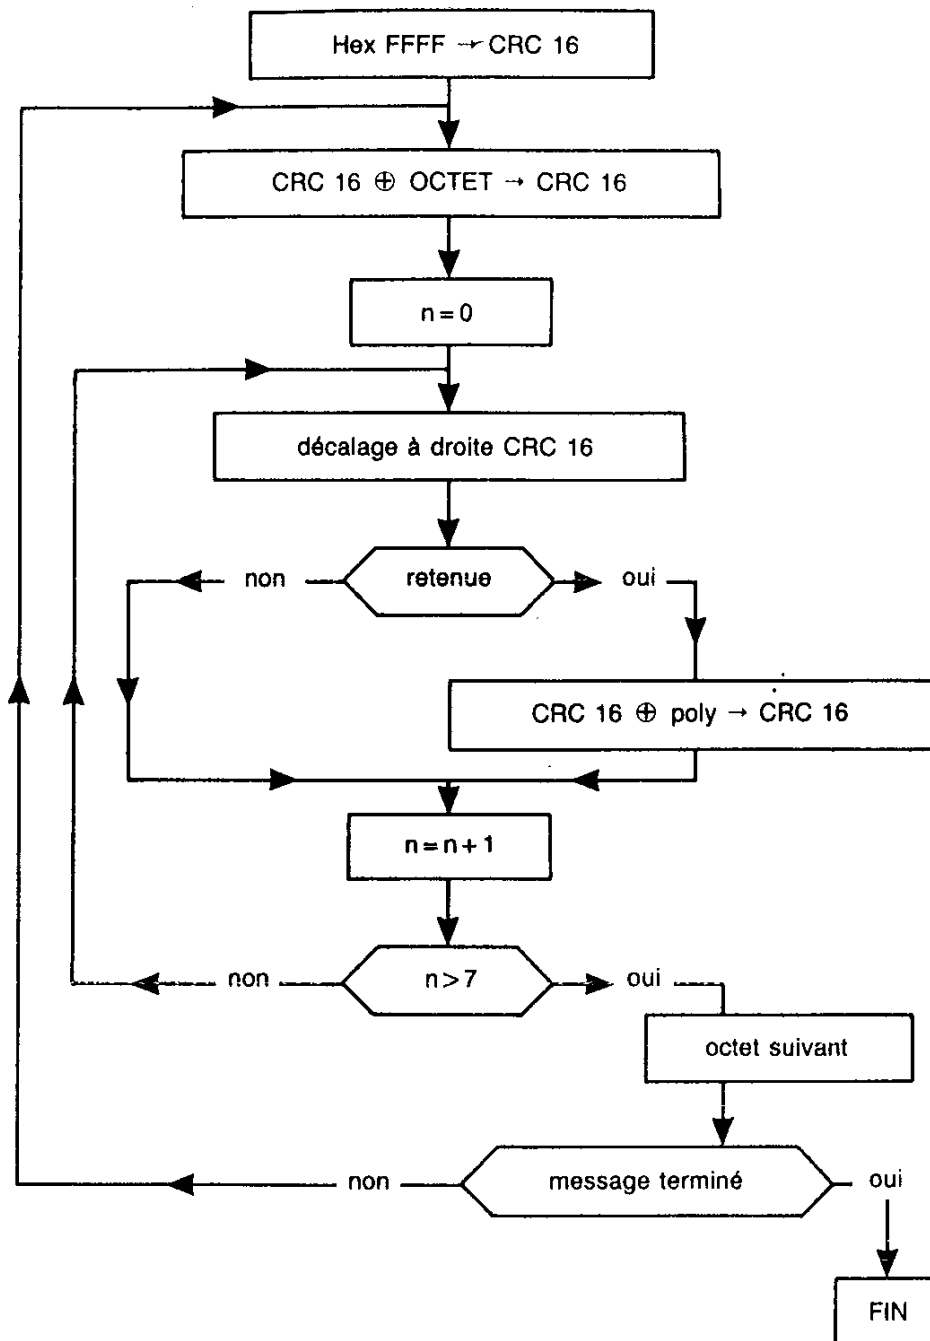 Hex FFFF → CRC 16
CRC 16 ⊕ OCTET → CRC 16
n = 0
décalage à droite CRC 16
non
retenue
oui
CRC 16 ⊕ poly → CRC 16
n = n + 1
non
n > 7
oui
octet suivant
non
message terminé
oui
FIN